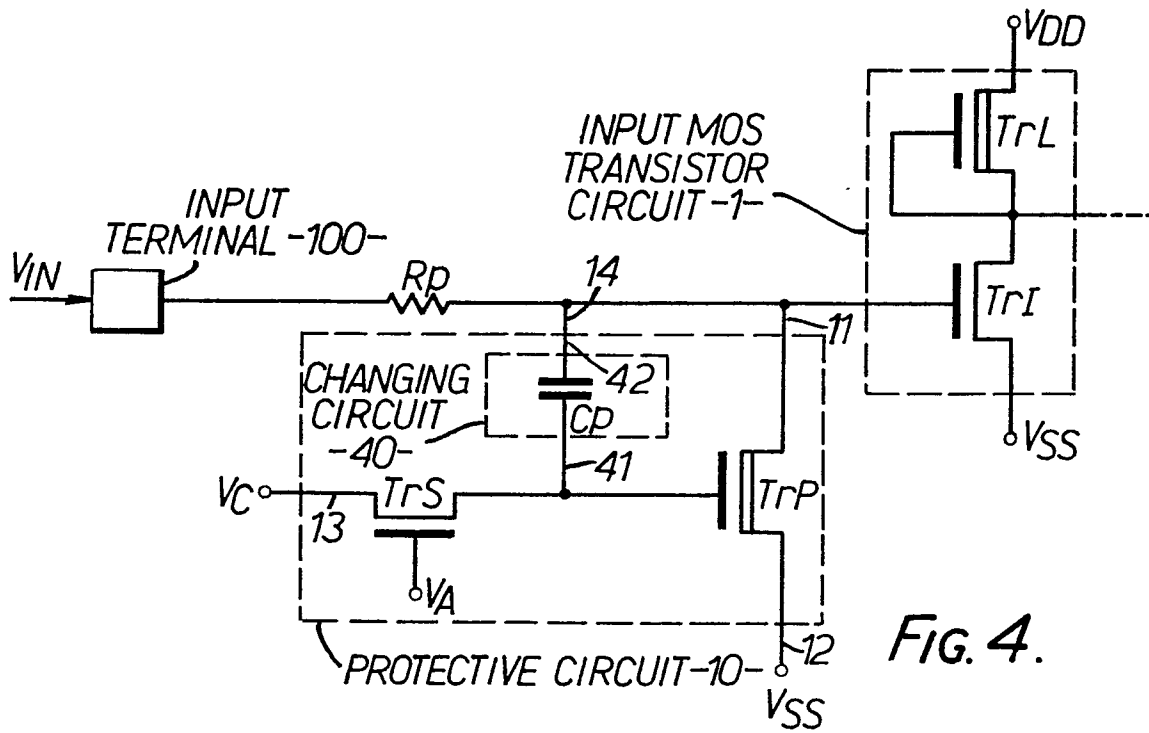 VDD
TrL
INPUT MOS
TRANSISTOR
CIRCUIT -1-
INPUT
TERMINAL -100-
VIN
Rp
14
11
TrI
42
CHANGING
CIRCUIT
-40-
Cp
41
VSS
TrS
TrP
VC
13
VA
12
PROTECTIVE CIRCUIT-10-
VSS
FIG. 4.